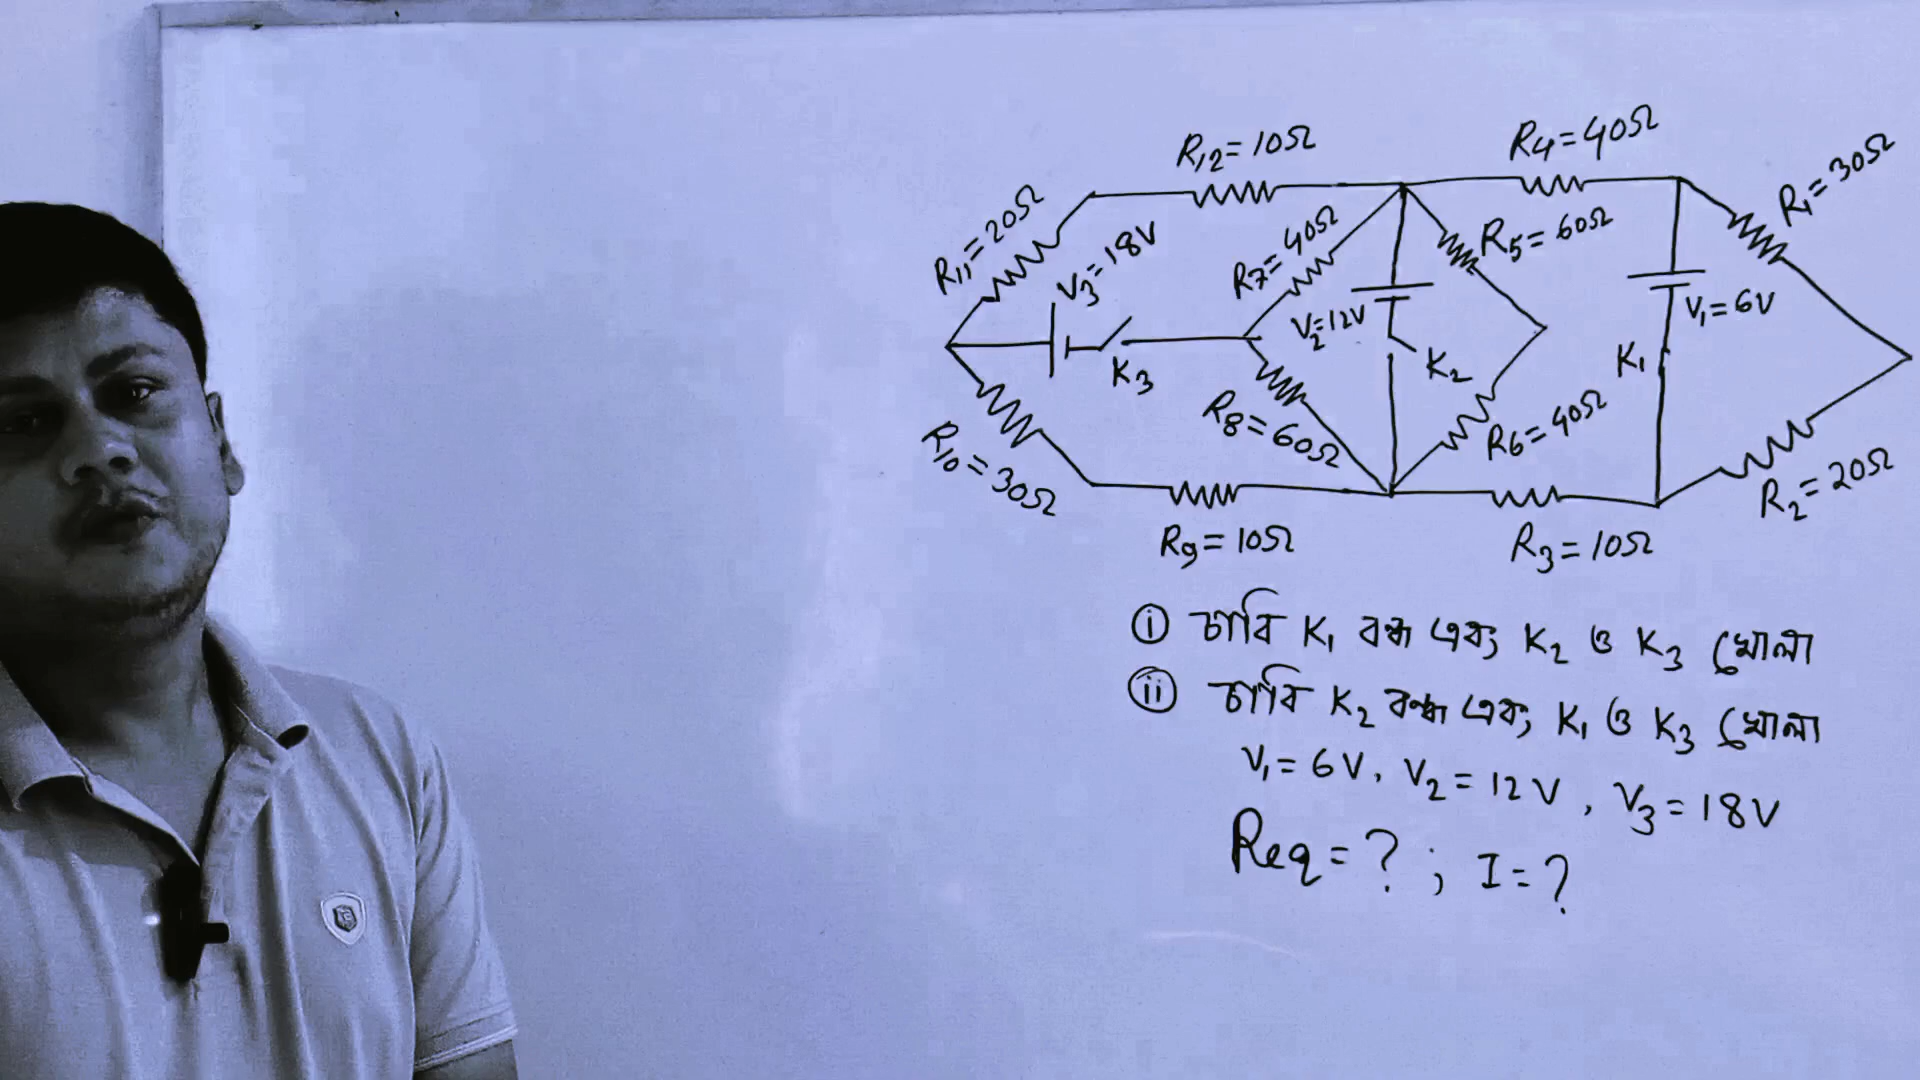 R12 = 10Ω
R4 = 40Ω
R1 = 30Ω
R11 = 20Ω
V3 = 18V
R7 = 40Ω
R5 = 60Ω
V2 = 12V
V1 = 6V
K3
K2
K1
R10 = 30Ω
R8 = 60Ω
R6 = 40Ω
R2 = 20Ω
R9 = 10Ω
R3 = 10Ω
i চাবি K1 বন্ধ এবং K2 ও K3 খোলা
ii চাবি K2 বন্ধ এবং K1 ও K3 খোলা
V1 = 6V, V2 = 12V, V3 = 18V
Req = ? ; I = ?